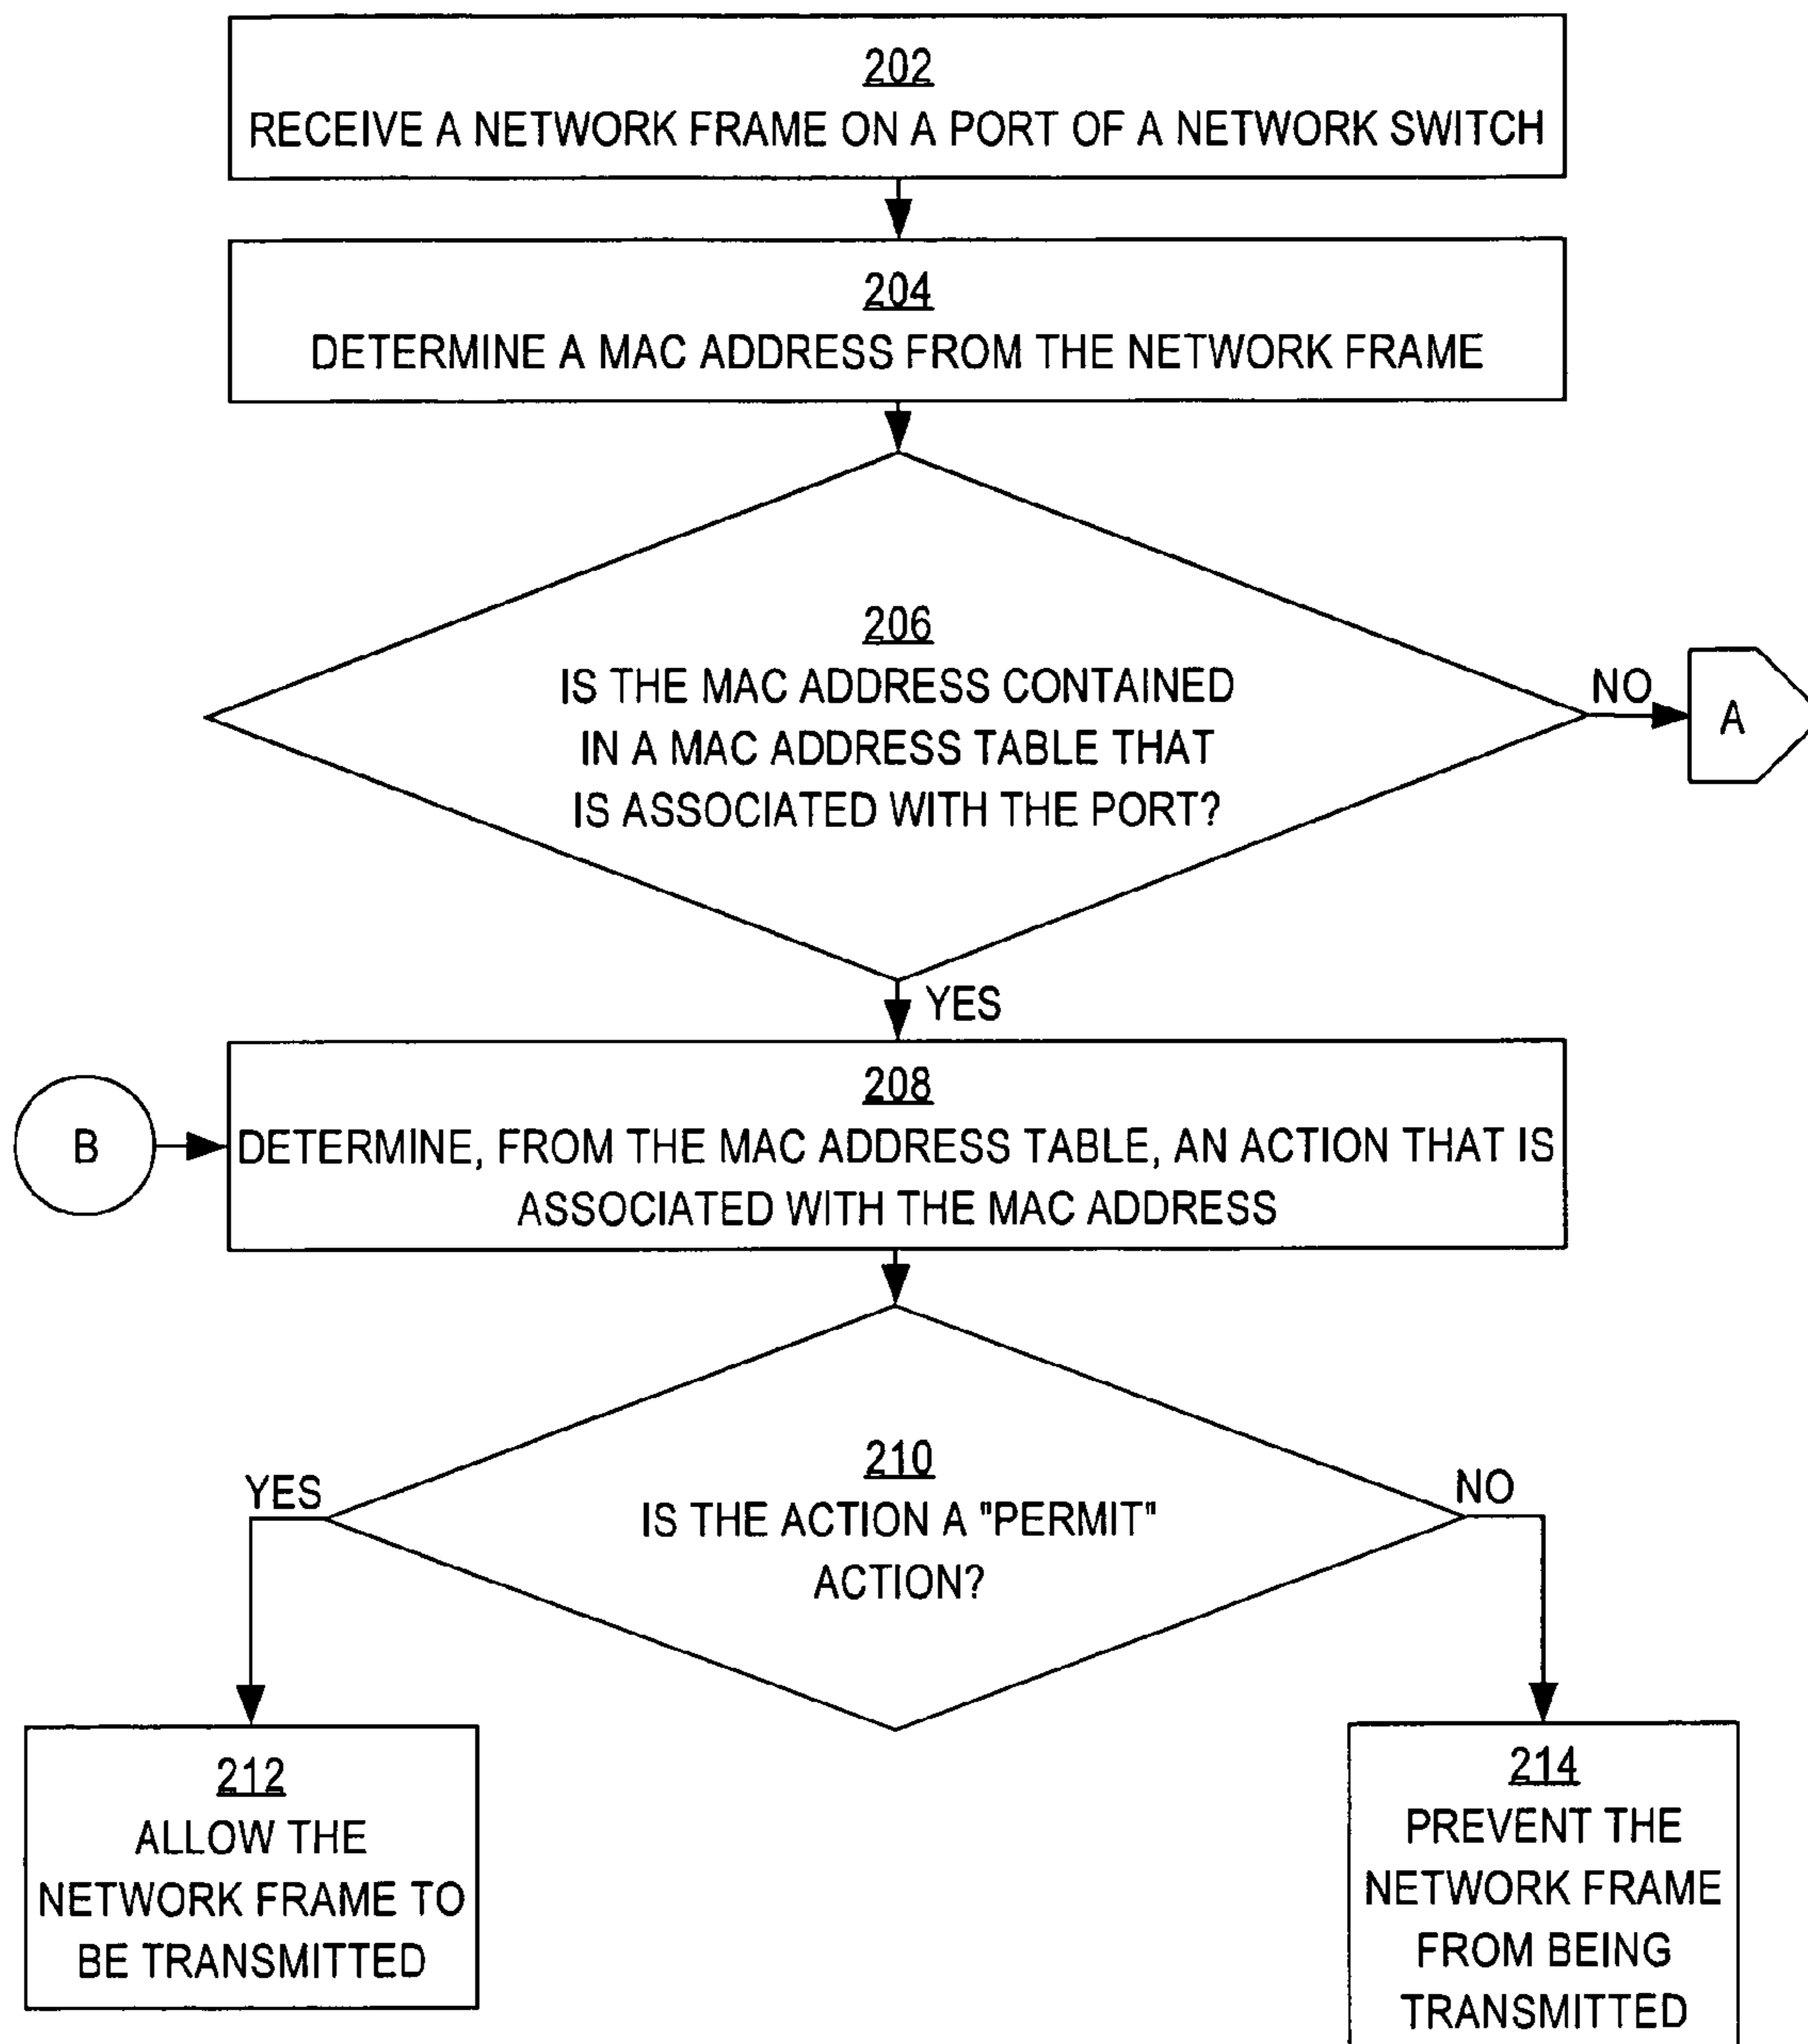 202
RECEIVE A NETWORK FRAME ON A PORT OF A NETWORK SWITCH
204
DETERMINE A MAC ADDRESS FROM THE NETWORK FRAME
206
IS THE MAC ADDRESS CONTAINED
IN A MAC ADDRESS TABLE THAT
IS ASSOCIATED WITH THE PORT?
NO
A
YES
B
208
DETERMINE, FROM THE MAC ADDRESS TABLE, AN ACTION THAT IS
ASSOCIATED WITH THE MAC ADDRESS
210
IS THE ACTION A "PERMIT"
ACTION?
YES
NO
212
ALLOW THE
NETWORK FRAME TO
BE TRANSMITTED
214
PREVENT THE
NETWORK FRAME
FROM BEING
TRANSMITTED